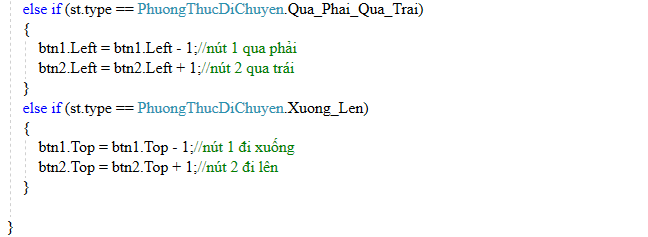 else if (st.type == PhuongThucDiChuyen.Qua_Phai_Qua_Trai)
{
btn1.Left = btn1.Left - 1;//nút 1 qua phải
btn2.Left = btn2.Left + 1;//nút 2 qua trái
}
else if (st.type == PhuongThucDiChuyen.Xuong_Len)
{
btn1.Top = btn1.Top - 1;//nút 1 đi xuống
btn2.Top = btn2.Top + 1;//nút 2 đi lên
}
}